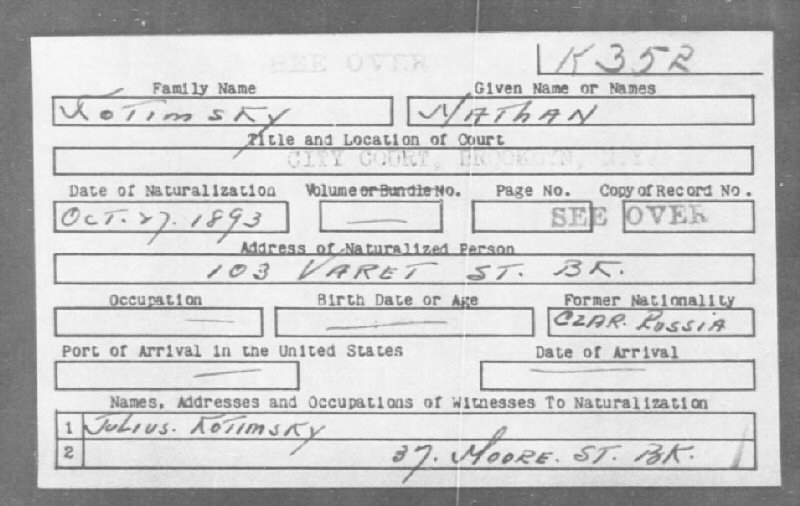 SEE OVER
K352
Family Name Given Name or Names
Kotimsky Nathan
Title and Location of Court
CITY COURT, BROOKLYN, N.Y.
Date of Naturalization Volume or Bundle No. Page No. Copy of Record No.
Oct. 27. 1893 — SEE OVER
Address of Naturalized Person
103 Varet St. Bk.
Occupation Birth Date or Age Former Nationality
— — Czar. Russia
Port of Arrival in the United States Date of Arrival
— —
Names, Addresses and Occupations of Witnesses To Naturalization
1 Julius. Kotimsky
2 37. Moore. St. Bk.